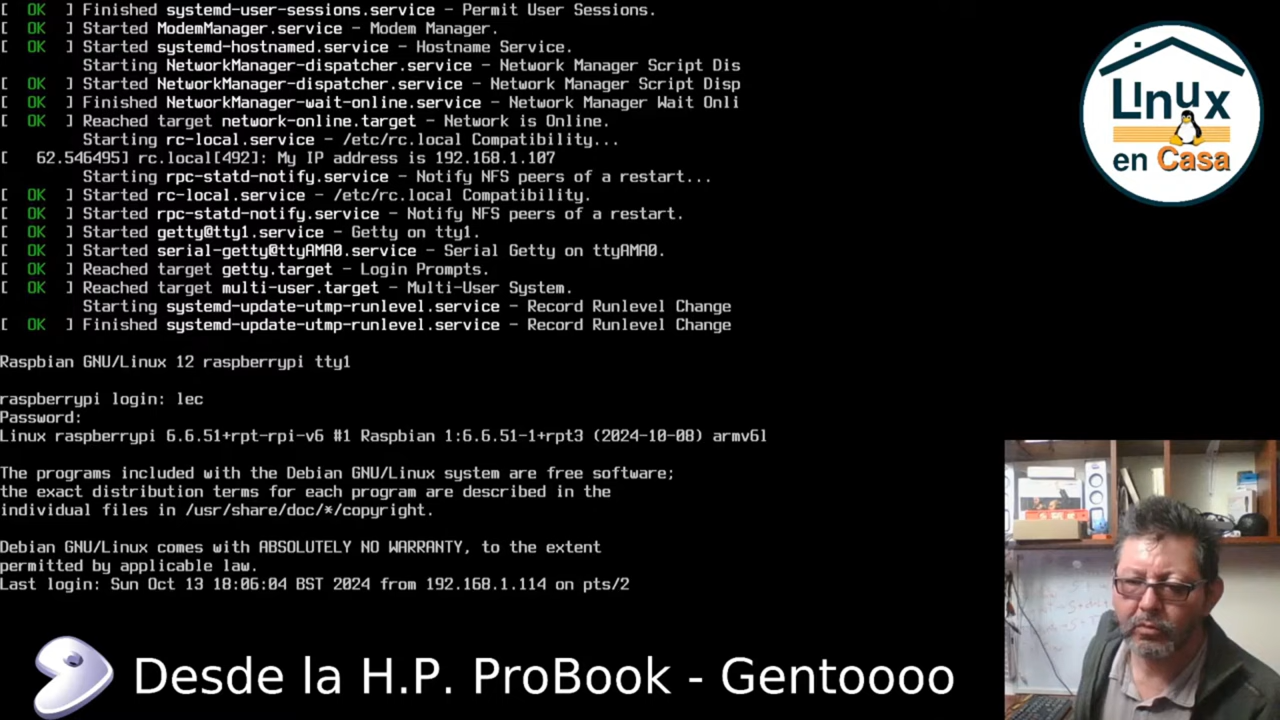 [  OK  ] Finished systemd-user-sessions.service - Permit User Sessions.
[  OK  ] Started ModemManager.service - Modem Manager.
[  OK  ] Started systemd-hostnamed.service - Hostname Service.
Starting NetworkManager-dispatcher.service - Network Manager Script Dis
[  OK  ] Started NetworkManager-dispatcher.service - Network Manager Script Disp
[  OK  ] Finished NetworkManager-wait-online.service - Network Manager Wait Onli
[  OK  ] Reached target network-online.target - Network is Online.
Starting rc-local.service - /etc/rc.local Compatibility...
[   62.546495] rc.local[492]: My IP address is 192.168.1.107
Starting rpc-statd-notify.service - Notify NFS peers of a restart...
[  OK  ] Started rc-local.service - /etc/rc.local Compatibility.
[  OK  ] Started rpc-statd-notify.service - Notify NFS peers of a restart.
[  OK  ] Started getty@tty1.service - Getty on tty1.
[  OK  ] Started serial-getty@ttyAMA0.service - Serial Getty on ttyAMA0.
[  OK  ] Reached target getty.target - Login Prompts.
[  OK  ] Reached target multi-user.target - Multi-User System.
Starting systemd-update-utmp-runlevel.service - Record Runlevel Change
[  OK  ] Finished systemd-update-utmp-runlevel.service - Record Runlevel Change
Raspbian GNU/Linux 12 raspberrypi tty1
raspberrypi login: lec
Password:
Linux raspberrypi 6.6.51+rpt-rpi-v6 #1 Raspbian 1:6.6.51-1+rpt3 (2024-10-08) armv6l
The programs included with the Debian GNU/Linux system are free software;
the exact distribution terms for each program are described in the
individual files in /usr/share/doc/*/copyright.
Debian GNU/Linux comes with ABSOLUTELY NO WARRANTY, to the extent
permitted by applicable law.
Last login: Sun Oct 13 18:06:04 BST 2024 from 192.168.1.114 on pts/2
Linux
en Casa
Desde la H.P. ProBook - Gentoooo